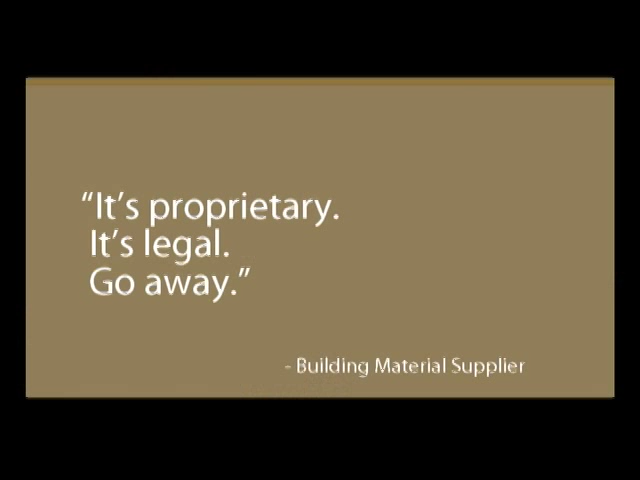 “It’s proprietary.
It’s legal.
Go away.”
- Building Material Supplier